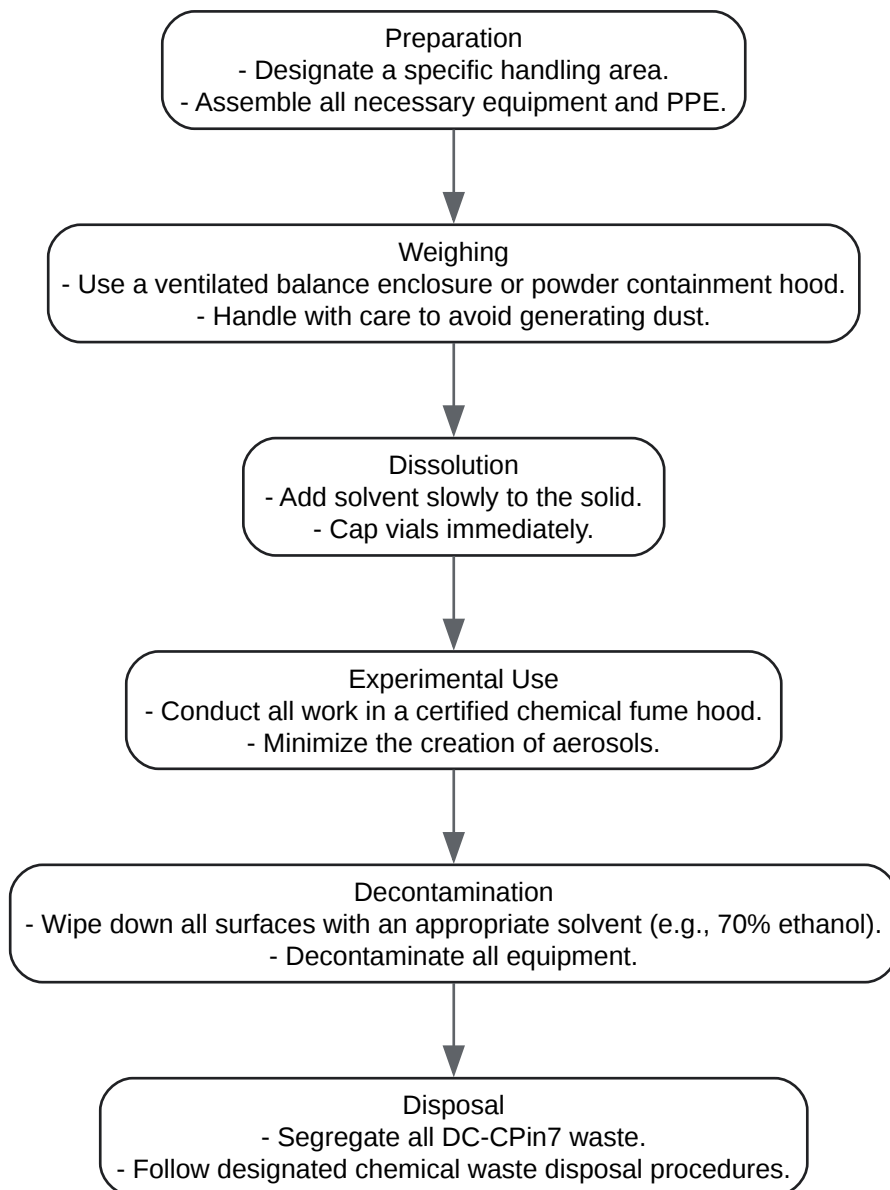 Preparation
- Designate a specific handling area.
- Assemble all necessary equipment and PPE.
Weighing
- Use a ventilated balance enclosure or powder containment hood.
- Handle with care to avoid generating dust.
Dissolution
- Add solvent slowly to the solid.
- Cap vials immediately.
Experimental Use
- Conduct all work in a certified chemical fume hood.
- Minimize the creation of aerosols.
Decontamination
- Wipe down all surfaces with an appropriate solvent (e.g., 70% ethanol).
- Decontaminate all equipment.
Disposal
- Segregate all DC-CPin7 waste.
- Follow designated chemical waste disposal procedures.